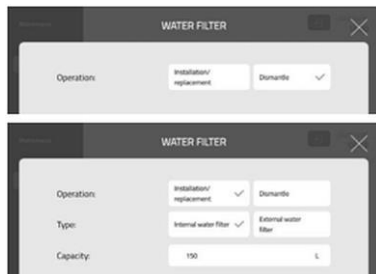 WATER FILTER
Operation:
Installation/
replacement
Dismantle
WATER FILTER
Operation:
Installation/
replacement
Dismantle
Type:
Internal water filter
External water
filter
Capacity:
150
L